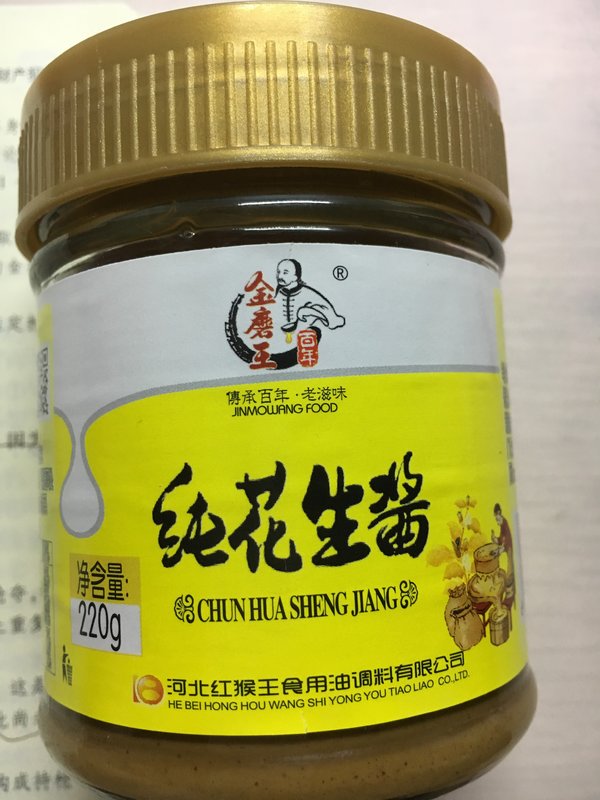 金磨王
百年
®
傳承百年·老滋味
JINMOWANG FOOD
纯花生酱
CHUN HUA SHENG JIANG
净含量:
220g
河北红猴王食用油调料有限公司
HE BEI HONG HOU WANG SHI YONG YOU TIAO LIAO CO.,LTD.